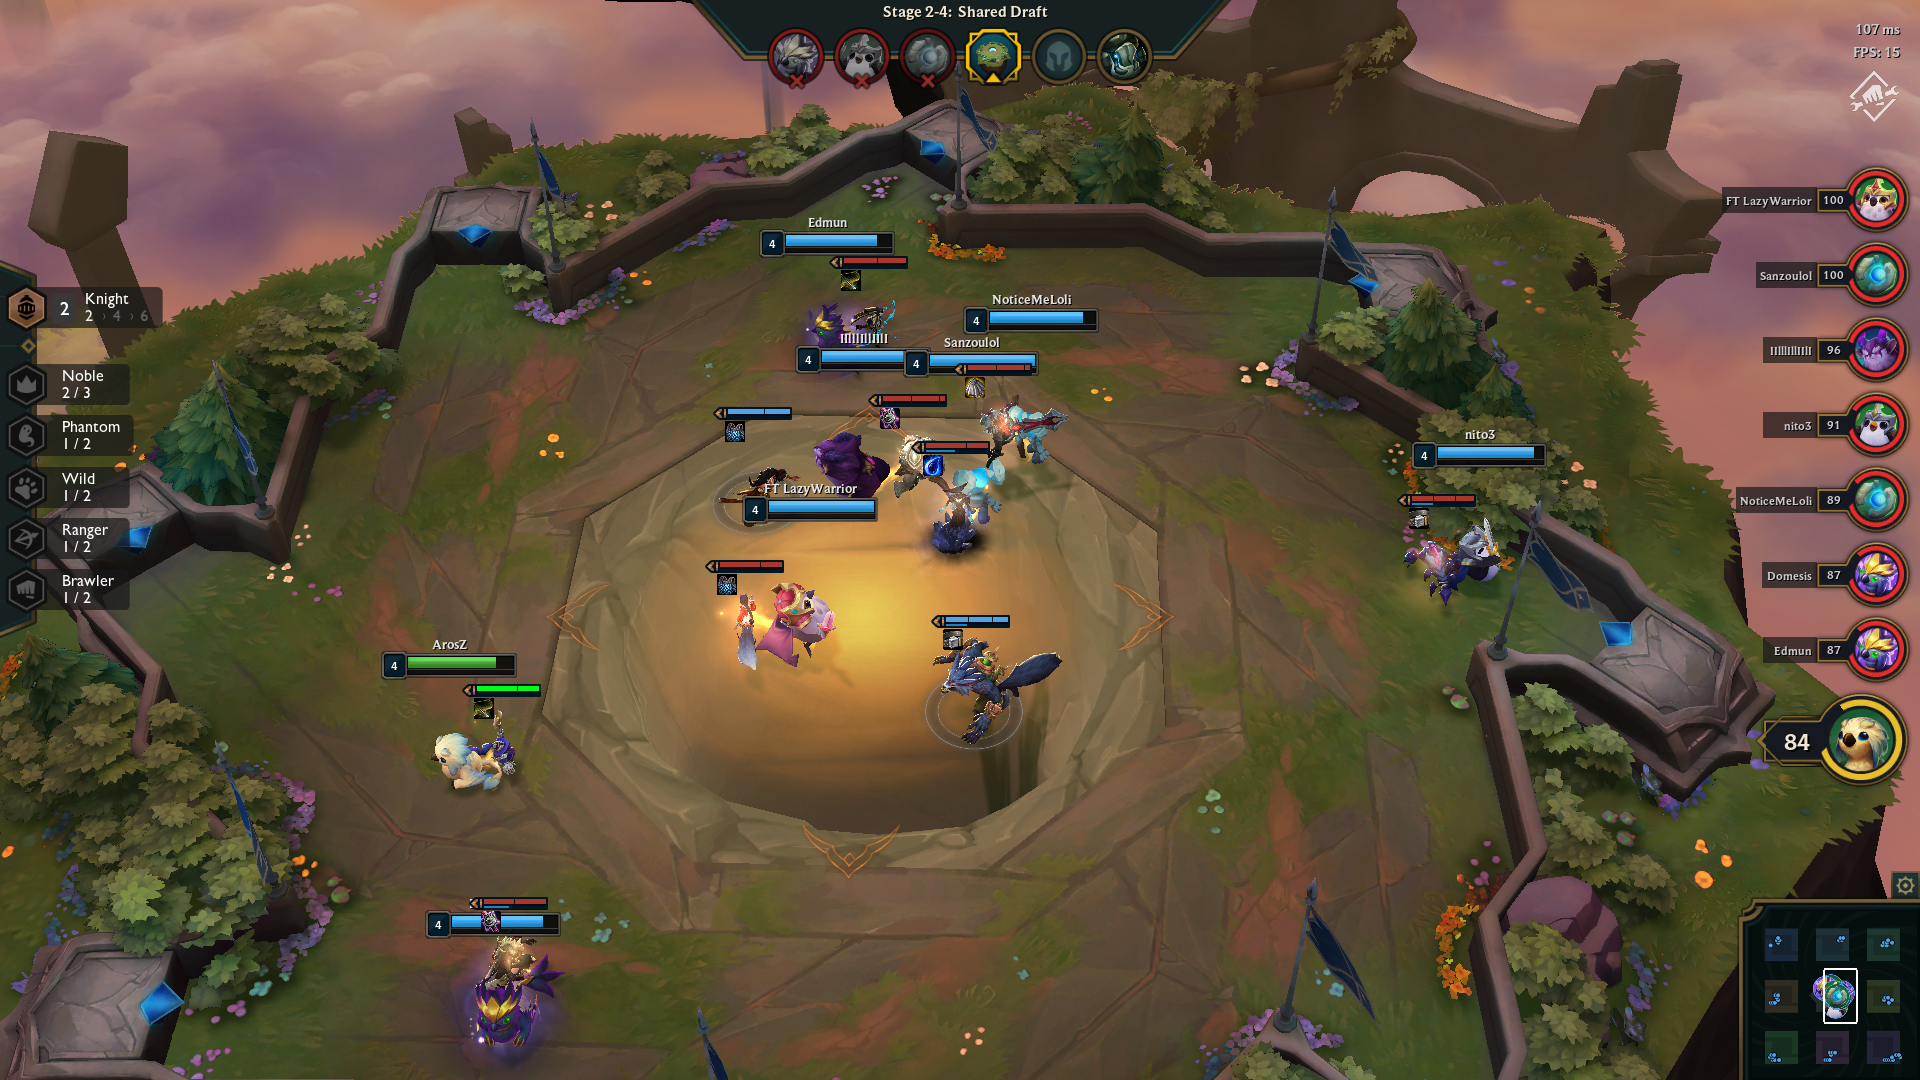 Stage 2-4: Shared Draft
107 ms
FPS: 15
FT LazyWarrior 100
Sanzoulol 100
IIIIIIIIIII 96
nito3 91
NoticeMeLoli 89
Domesis 87
Edmun 87
84
2 Knight
2 › 4 › 6
Noble
2 / 3
Phantom
1 / 2
Wild
1 / 2
Ranger
1 / 2
Brawler
1 / 2
Edmun
4
NoticeMeLoli
4
IIIIIIIIIII
4
Sanzoulol
4
nito3
4
FT LazyWarrior
4
ArosZ
4
4